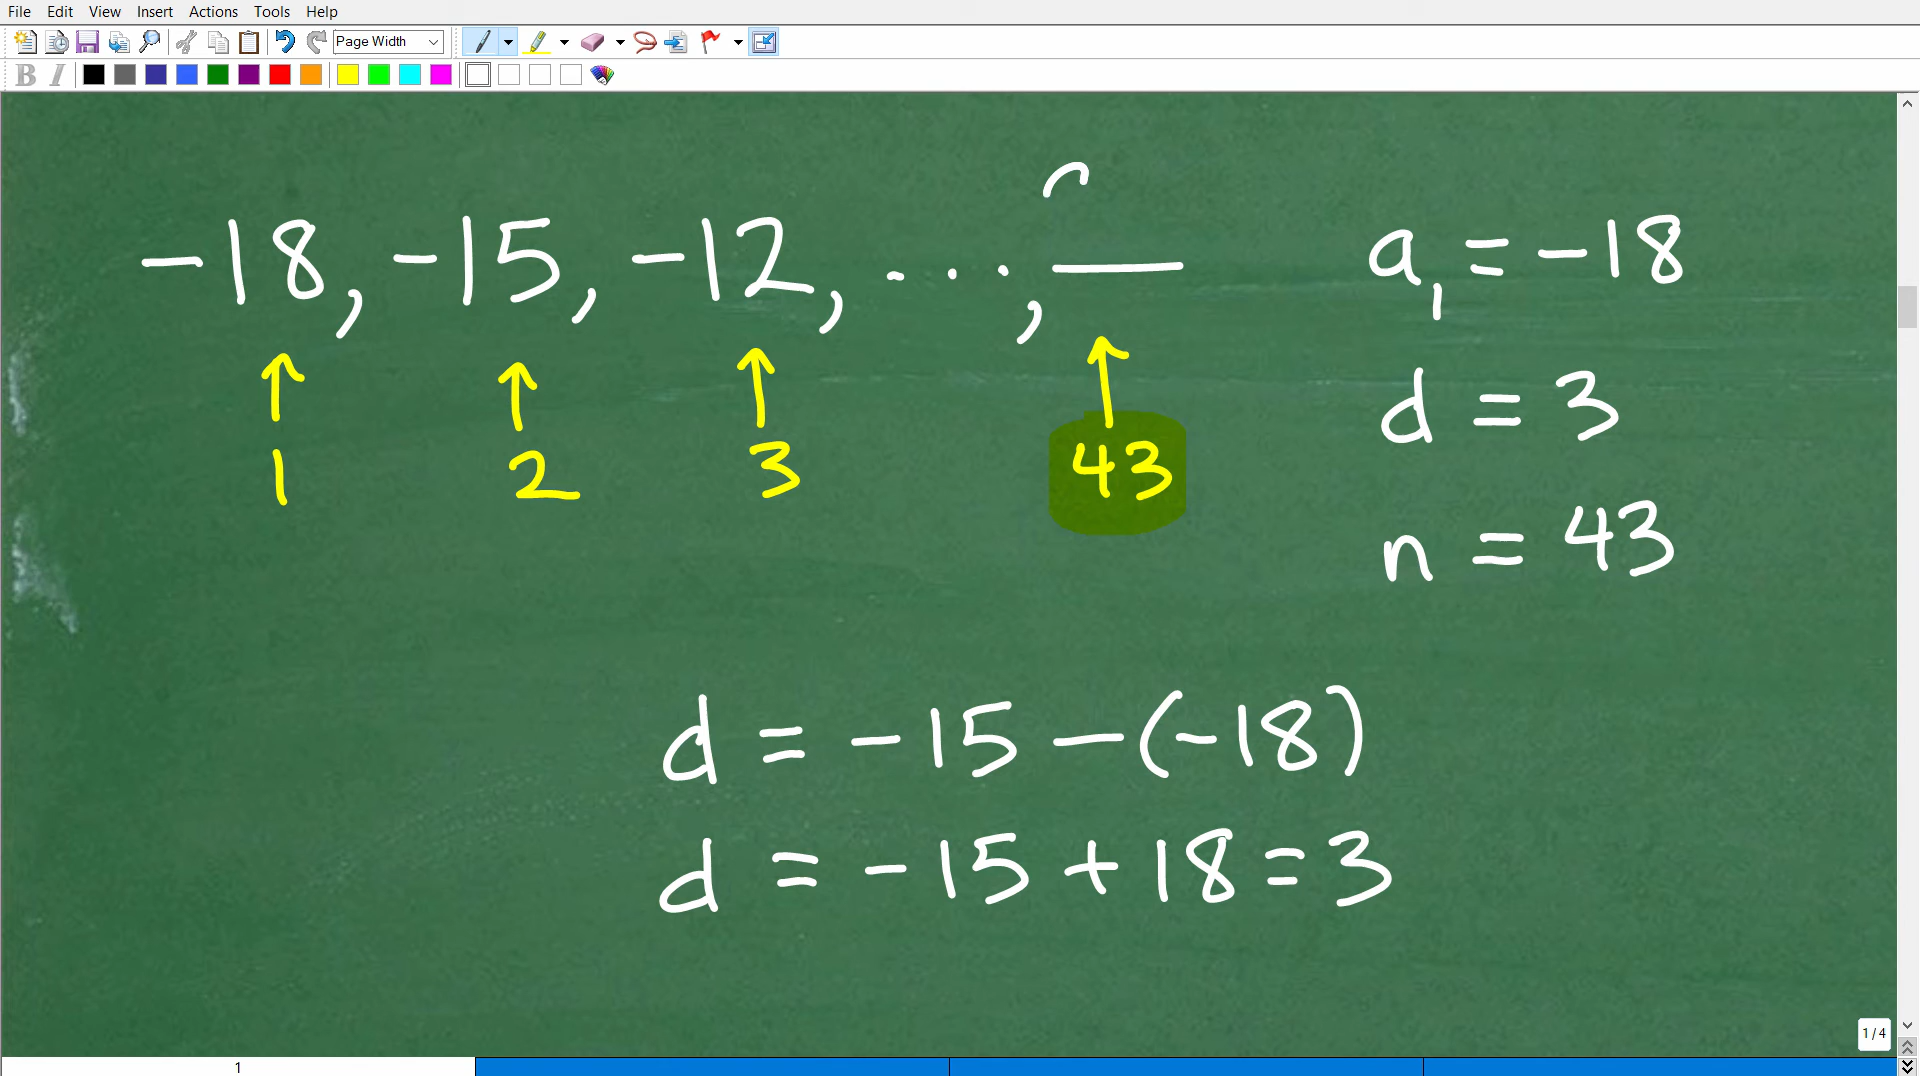 File Edit View Insert Actions Tools Help
Page Width
B I
-18, -15, -12, ..., __
a₁ = -18
1 2 3 43
d = 3
n = 43
d = -15 - (-18)
d = -15 + 18 = 3
1 / 4
1